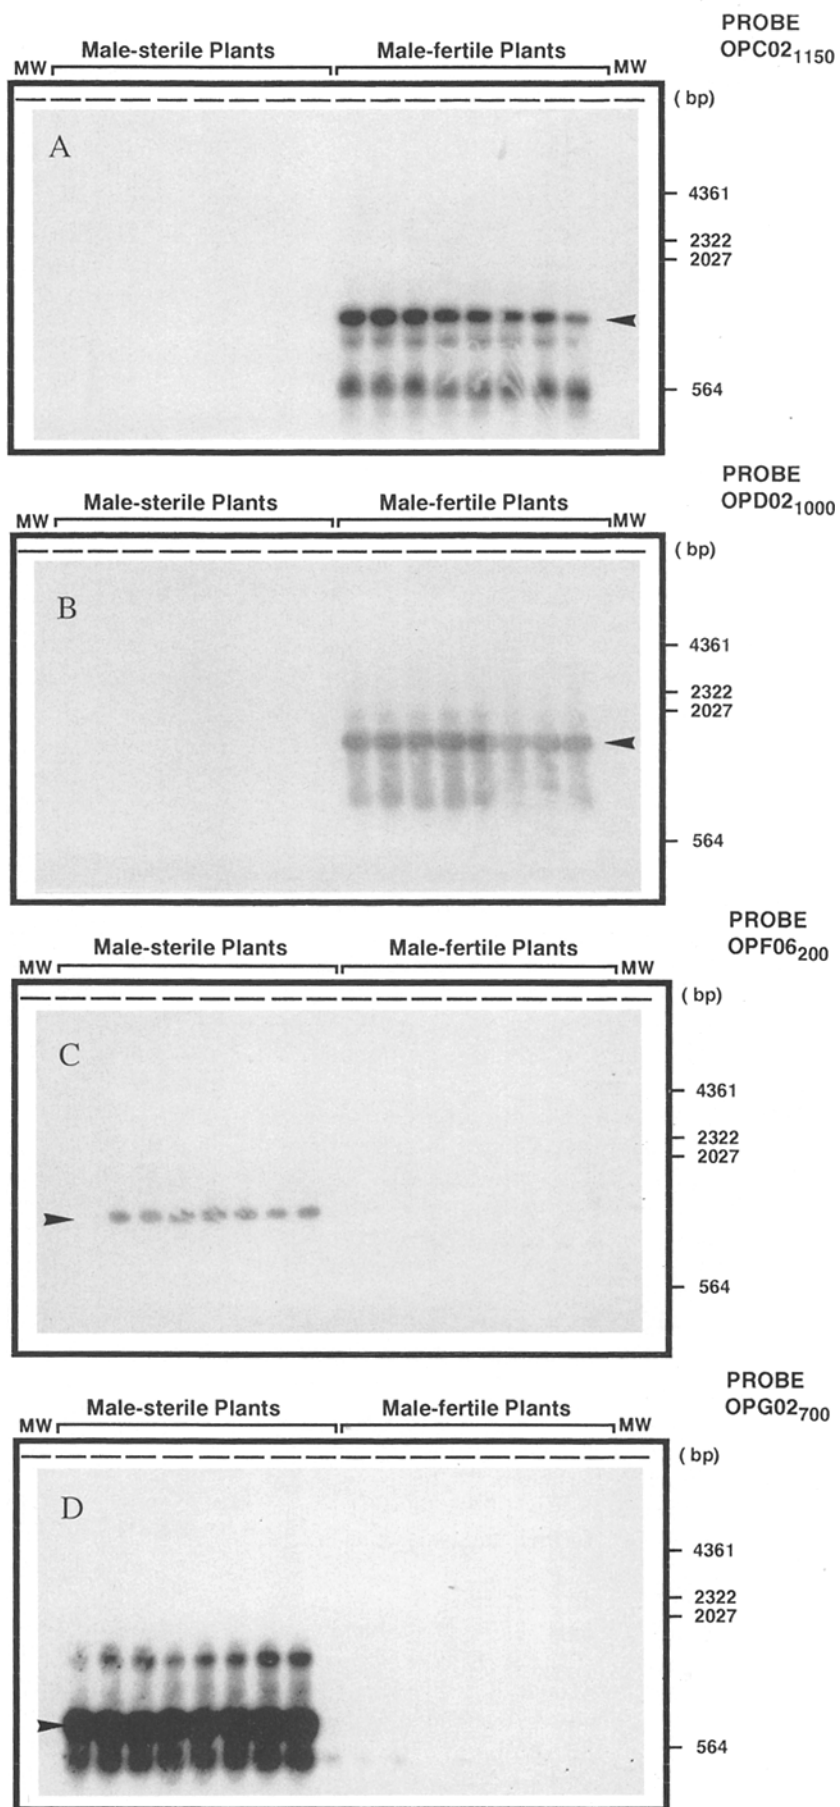 PROBE
Male-sterile Plants Male-fertile Plants OPC02₁₁₅₀
MW MW
(bp)
A
4361
2322
2027
564
PROBE
Male-sterile Plants Male-fertile Plants OPD02₁₀₀₀
MW MW
(bp)
B
4361
2322
2027
564
PROBE
Male-sterile Plants Male-fertile Plants OPF06₂₀₀
MW MW
(bp)
C
4361
2322
2027
564
PROBE
Male-sterile Plants Male-fertile Plants OPG02₇₀₀
MW MW
(bp)
D
4361
2322
2027
564